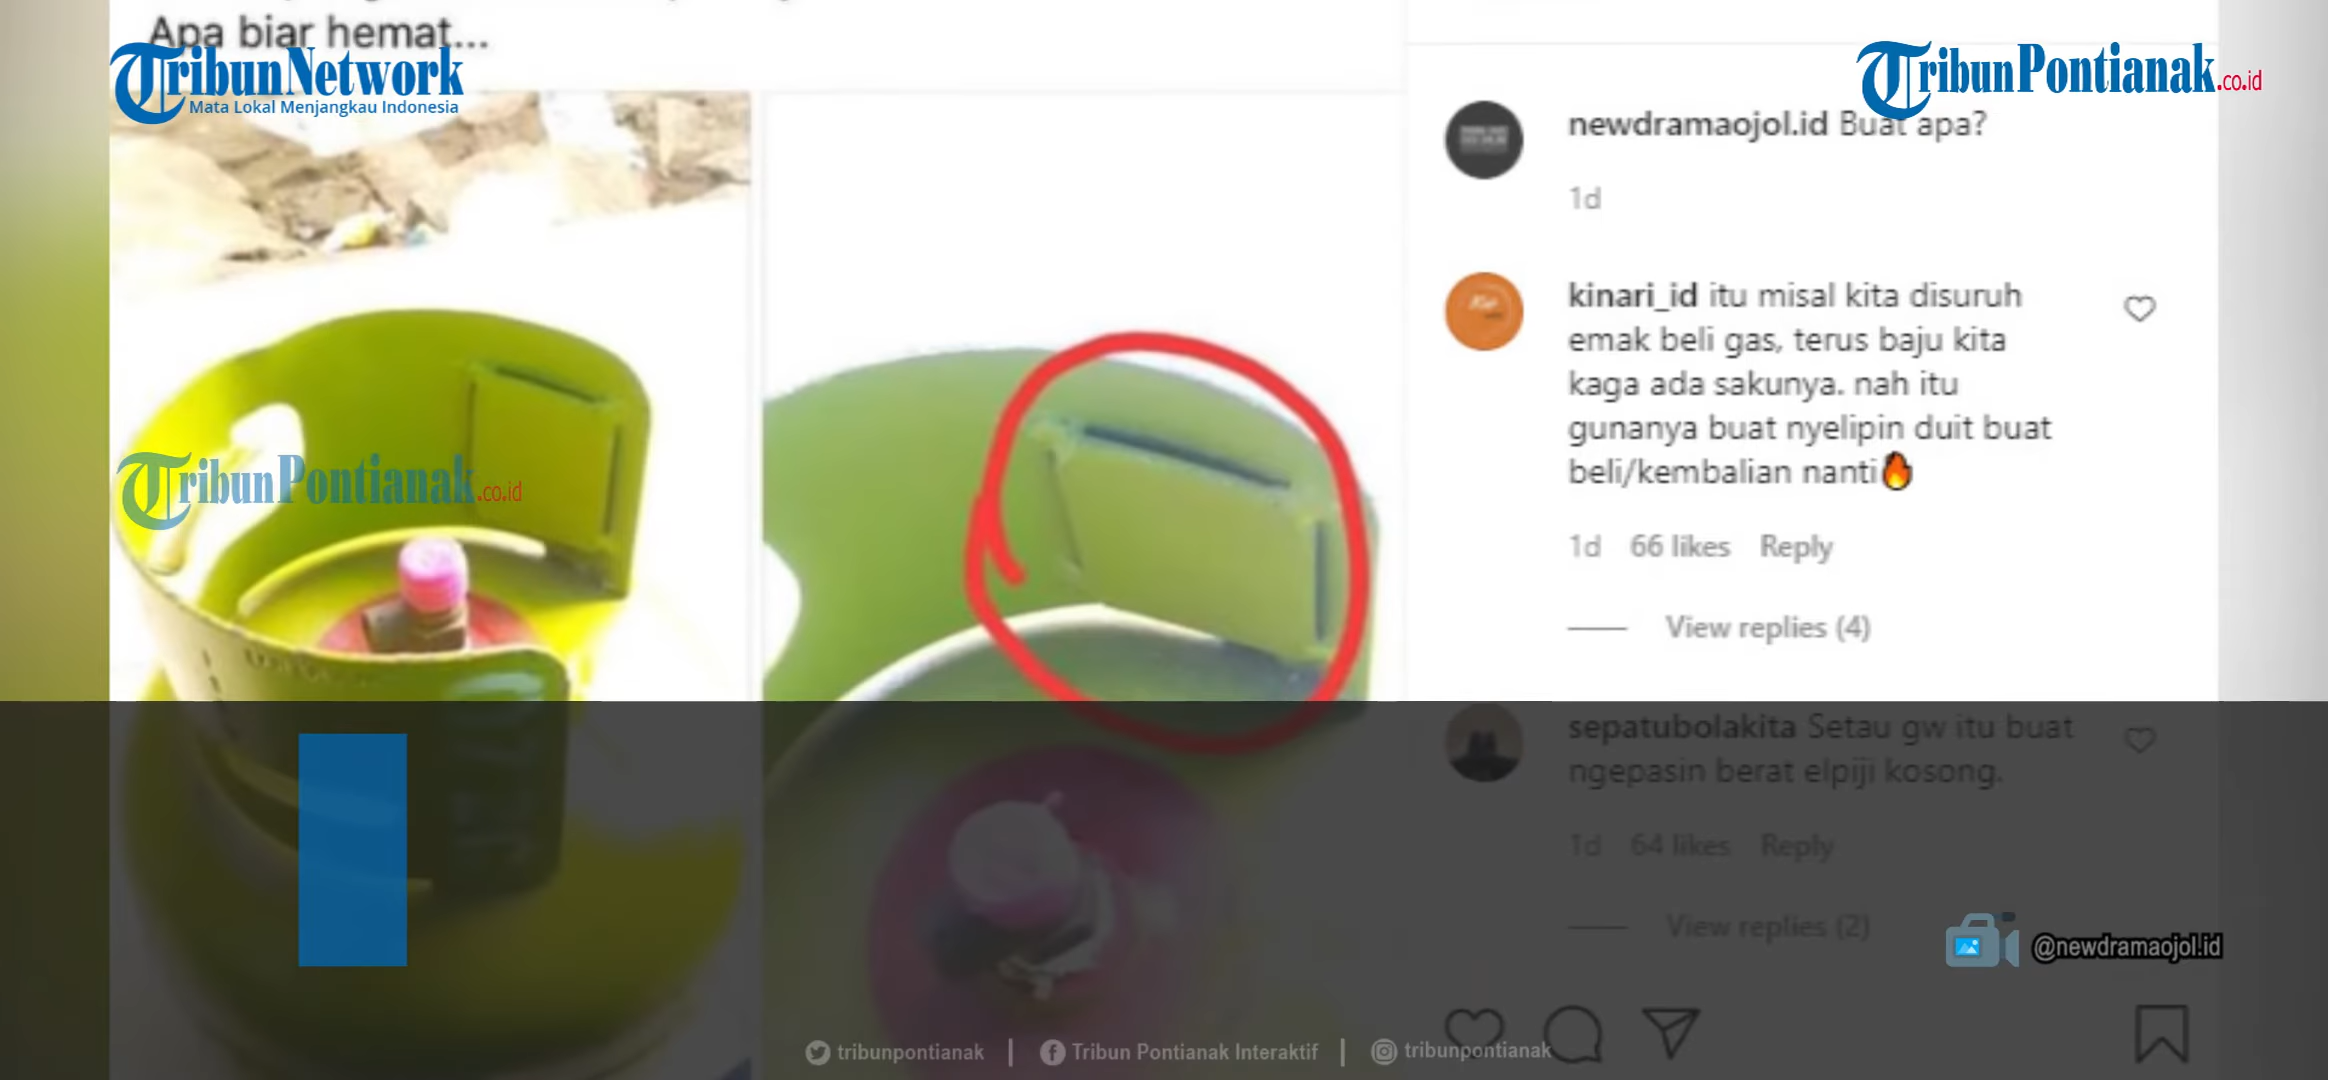 Apa biar hemat...
TribunNetwork
Mata Lokal Menjangkau Indonesia
TribunPontianak.co.id
newdramaojol.id Buat apa?
1d
kinari_id itu misal kita disuruh
emak beli gas, terus baju kita
kaga ada sakunya. nah itu
gunanya buat nyelipin duit buat
beli/kembalian nanti🔥
1d 66 likes Reply
View replies (4)
TribunPontianak.co.id
sepatubolakita Setau gw itu buat
ngepasin berat elpiji kosong.
1d 64 likes Reply
View replies (2)
@newdramaojol.id
tribunpontianak | Tribun Pontianak Interaktif | tribunpontianak